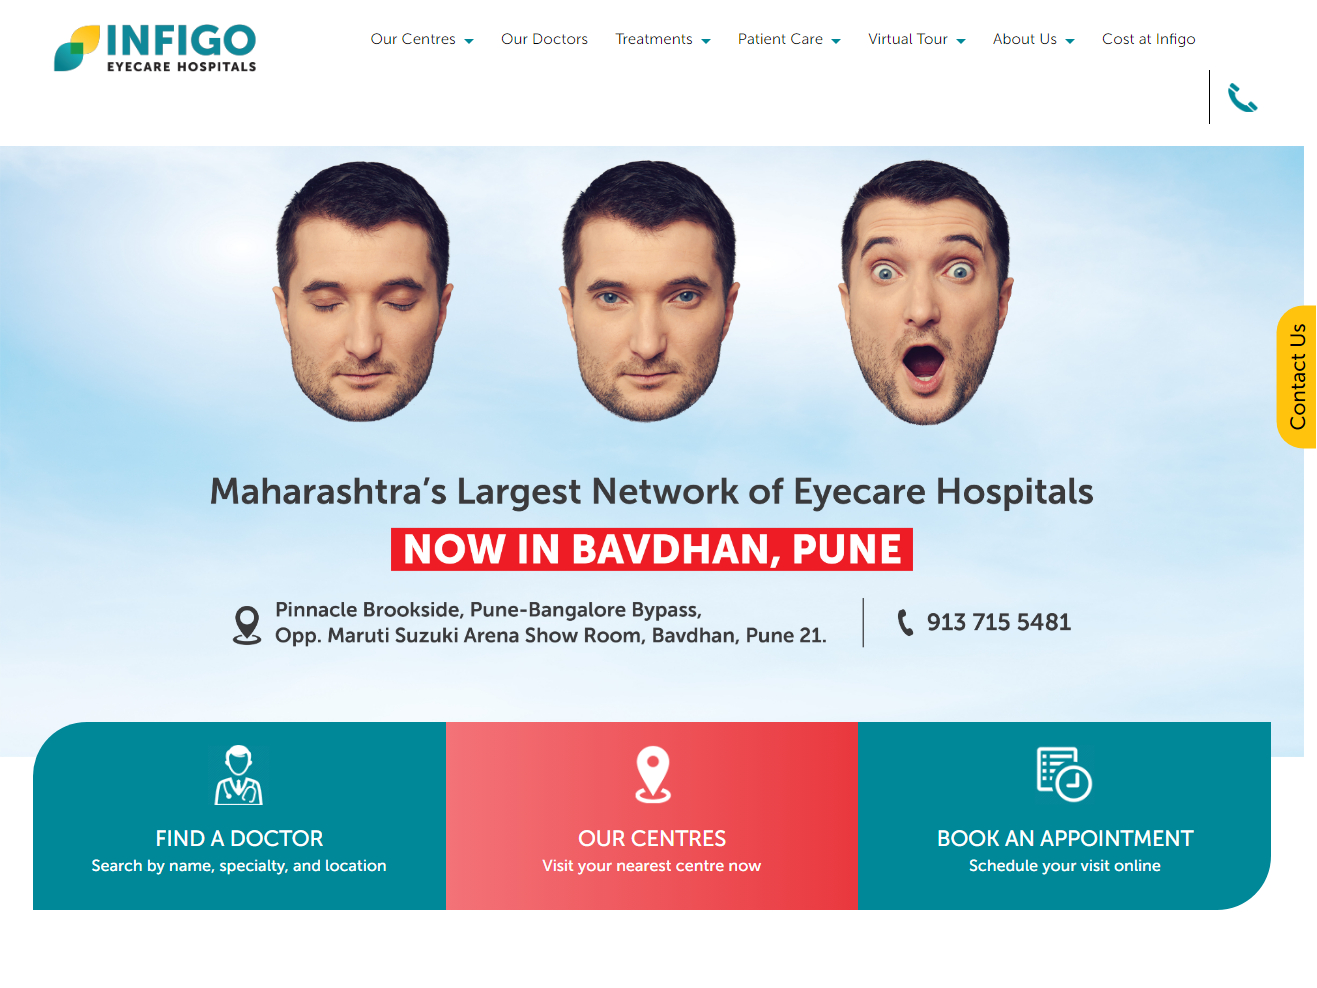 INFIGO
EYECARE HOSPITALS
Our Centres
Our Doctors
Treatments
Patient Care
Virtual Tour
About Us
Cost at Infigo
Contact Us
Maharashtra’s Largest Network of Eyecare Hospitals
NOW IN BAVDHAN, PUNE
Pinnacle Brookside, Pune-Bangalore Bypass,
Opp. Maruti Suzuki Arena Show Room, Bavdhan, Pune 21.
913 715 5481
FIND A DOCTOR
Search by name, specialty, and location
OUR CENTRES
Visit your nearest centre now
BOOK AN APPOINTMENT
Schedule your visit online